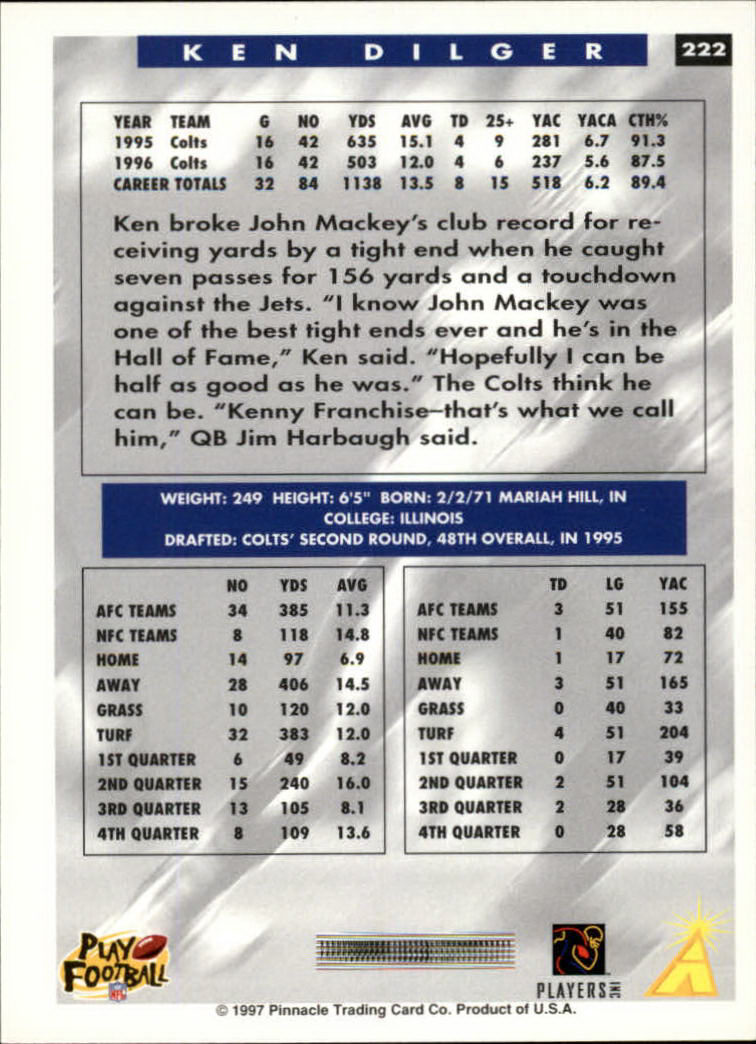 KEN DILGER 222
YEAR TEAM G NO YDS AVG TD 25+ YAC YACA CTH%
1995 Colts 16 42 635 15.1 4 9 281 6.7 91.3
1996 Colts 16 42 503 12.0 4 6 237 5.6 87.5
CAREER TOTALS 32 84 1138 13.5 8 15 518 6.2 89.4
Ken broke John Mackey's club record for re-
ceiving yards by a tight end when he caught
seven passes for 156 yards and a touchdown
against the Jets. "I know John Mackey was
one of the best tight ends ever and he's in the
Hall of Fame," Ken said. "Hopefully I can be
half as good as he was." The Colts think he
can be. "Kenny Franchise–that's what we call
him," QB Jim Harbaugh said.
WEIGHT: 249 HEIGHT: 6'5" BORN: 2/2/71 MARIAH HILL, IN
COLLEGE: ILLINOIS
DRAFTED: COLTS' SECOND ROUND, 48TH OVERALL, IN 1995
NO YDS AVG
AFC TEAMS 34 385 11.3
NFC TEAMS 8 118 14.8
HOME 14 97 6.9
AWAY 28 406 14.5
GRASS 10 120 12.0
TURF 32 383 12.0
1ST QUARTER 6 49 8.2
2ND QUARTER 15 240 16.0
3RD QUARTER 13 105 8.1
4TH QUARTER 8 109 13.6
TD LG YAC
AFC TEAMS 3 51 155
NFC TEAMS 1 40 82
HOME 1 17 72
AWAY 3 51 165
GRASS 0 40 33
TURF 4 51 204
1ST QUARTER 0 17 39
2ND QUARTER 2 51 104
3RD QUARTER 2 28 36
4TH QUARTER 0 28 58
PLAY
FOOTBALL
NFL
PLAYERS INC
© 1997 Pinnacle Trading Card Co. Product of U.S.A.